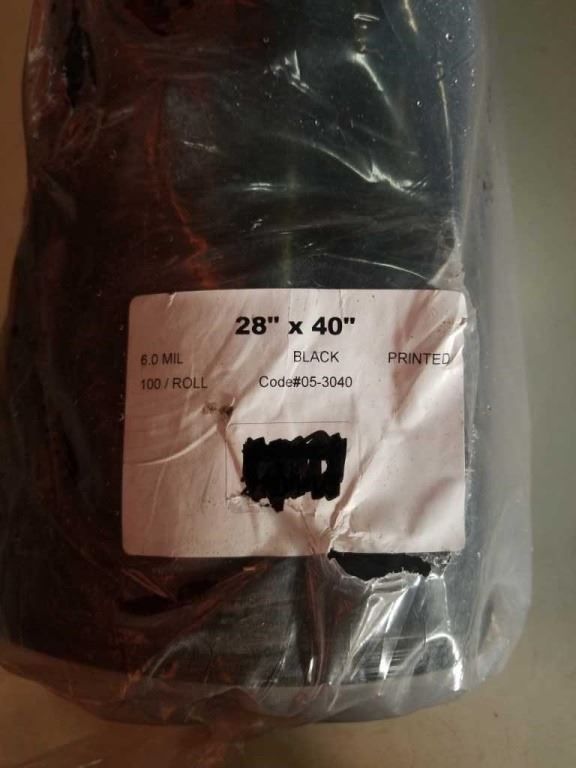 28" x 40"
6.0 MIL BLACK PRINTED
100 / ROLL Code#05-3040